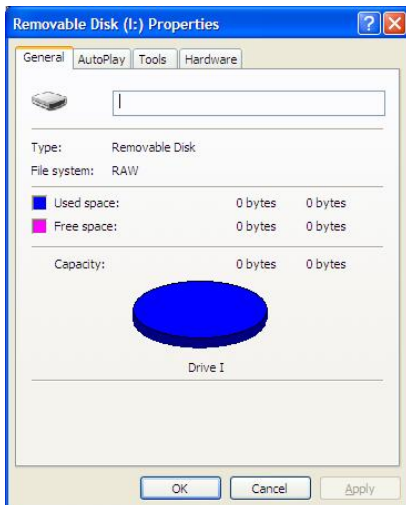 Removable Disk (I:) Properties
General AutoPlay Tools Hardware
Type: Removable Disk
File system: RAW
Used space: 0 bytes 0 bytes
Free space: 0 bytes 0 bytes
Capacity: 0 bytes 0 bytes
Drive I
OK Cancel Apply